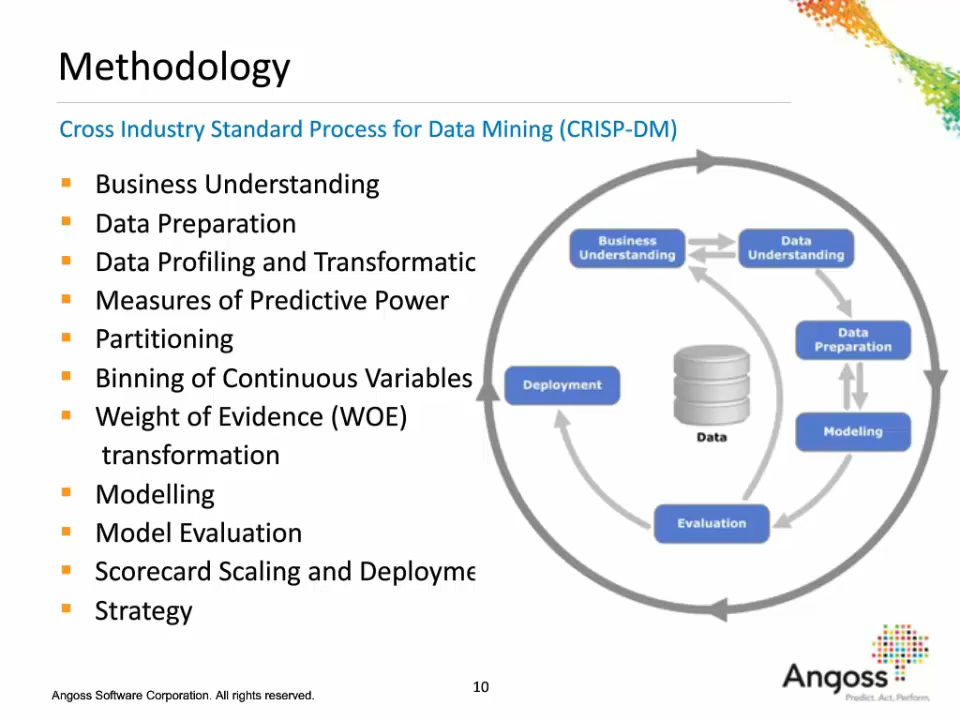 Methodology
Cross Industry Standard Process for Data Mining (CRISP-DM)
Business Understanding
Data Preparation
Data Profiling and Transformatic
Measures of Predictive Power
Partitioning
Binning of Continuous Variables
Weight of Evidence (WOE)
transformation
Modelling
Model Evaluation
Scorecard Scaling and Deployme
Strategy
Business
Understanding
Data
Understanding
Data
Preparation
Modeling
Evaluation
Deployment
Data
Angoss Software Corporation. All rights reserved.
10
Angoss
Predict. Act. Perform.